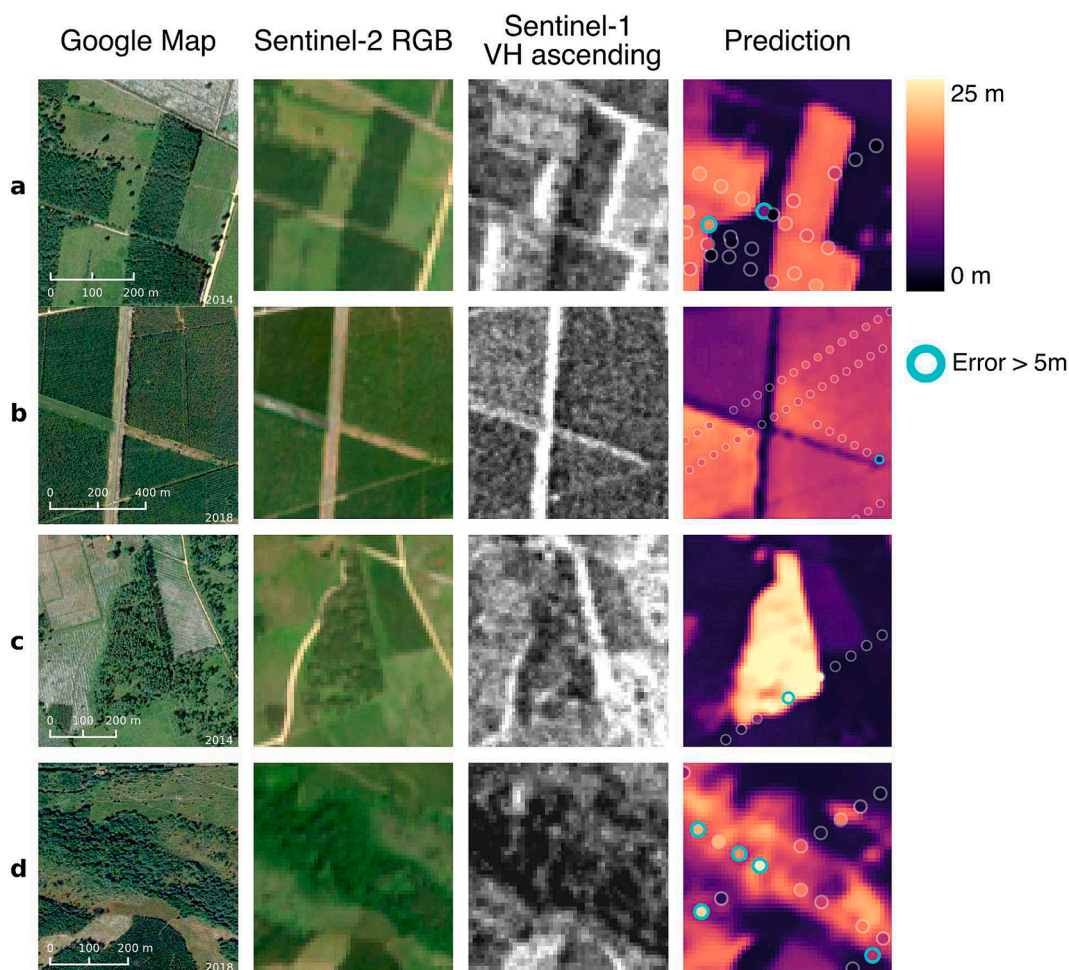 Google Map
Sentinel-2 RGB
Sentinel-1
VH ascending
Prediction
a
0 100 200 m
2014
25 m
0 m
b
0 200 400 m
2018
Error > 5m
c
0 100 200 m
2014
d
0 100 200 m
2018